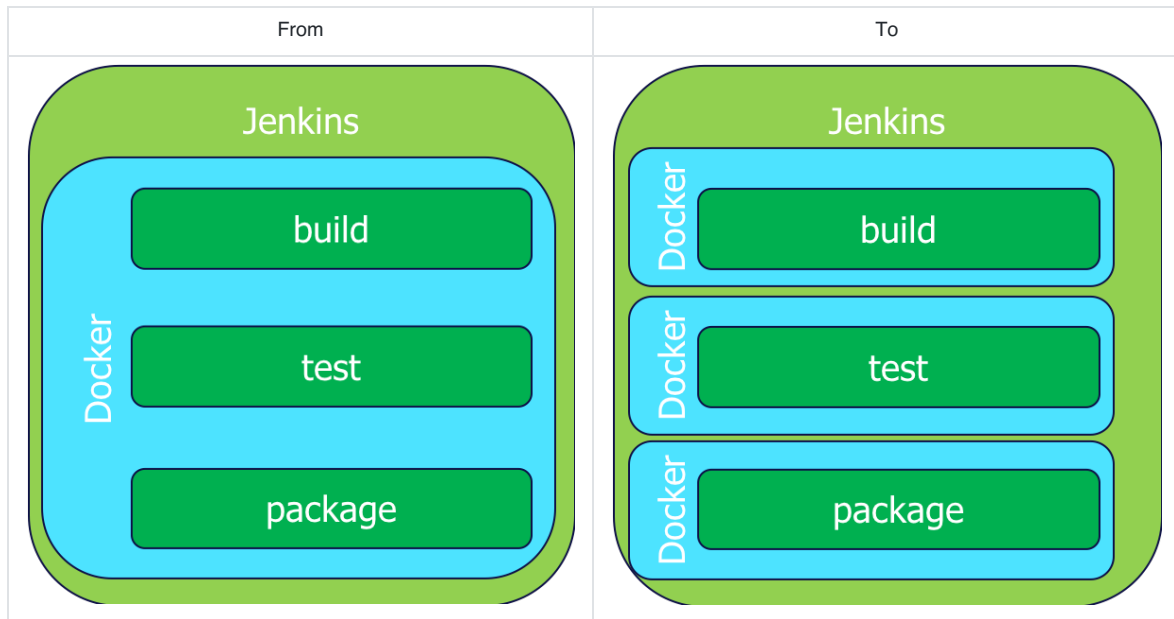 From
To
Jenkins
Docker
build
test
package
Jenkins
Docker
build
Docker
test
Docker
package